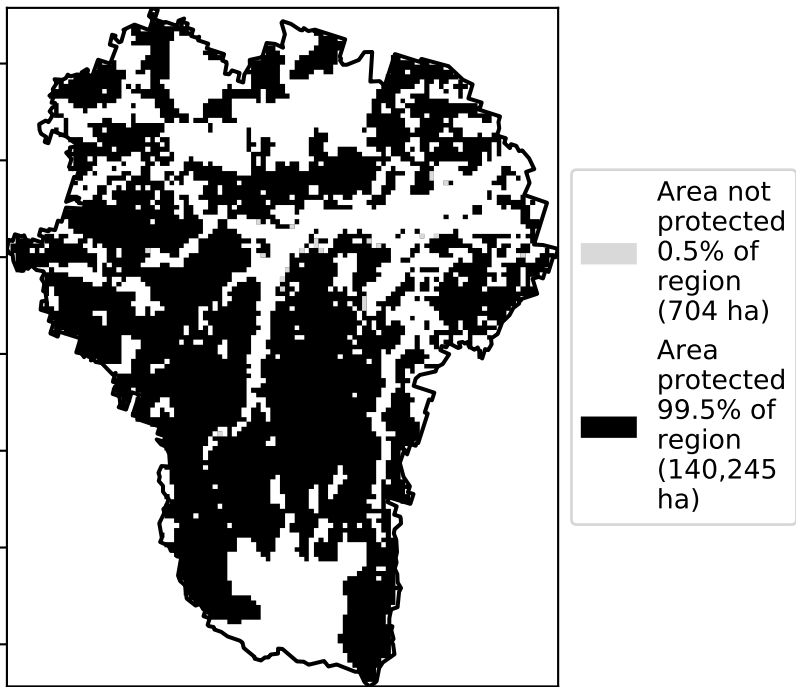 Area not
protected
0.5% of
region
(704 ha)
Area
protected
99.5% of
region
(140,245
ha)